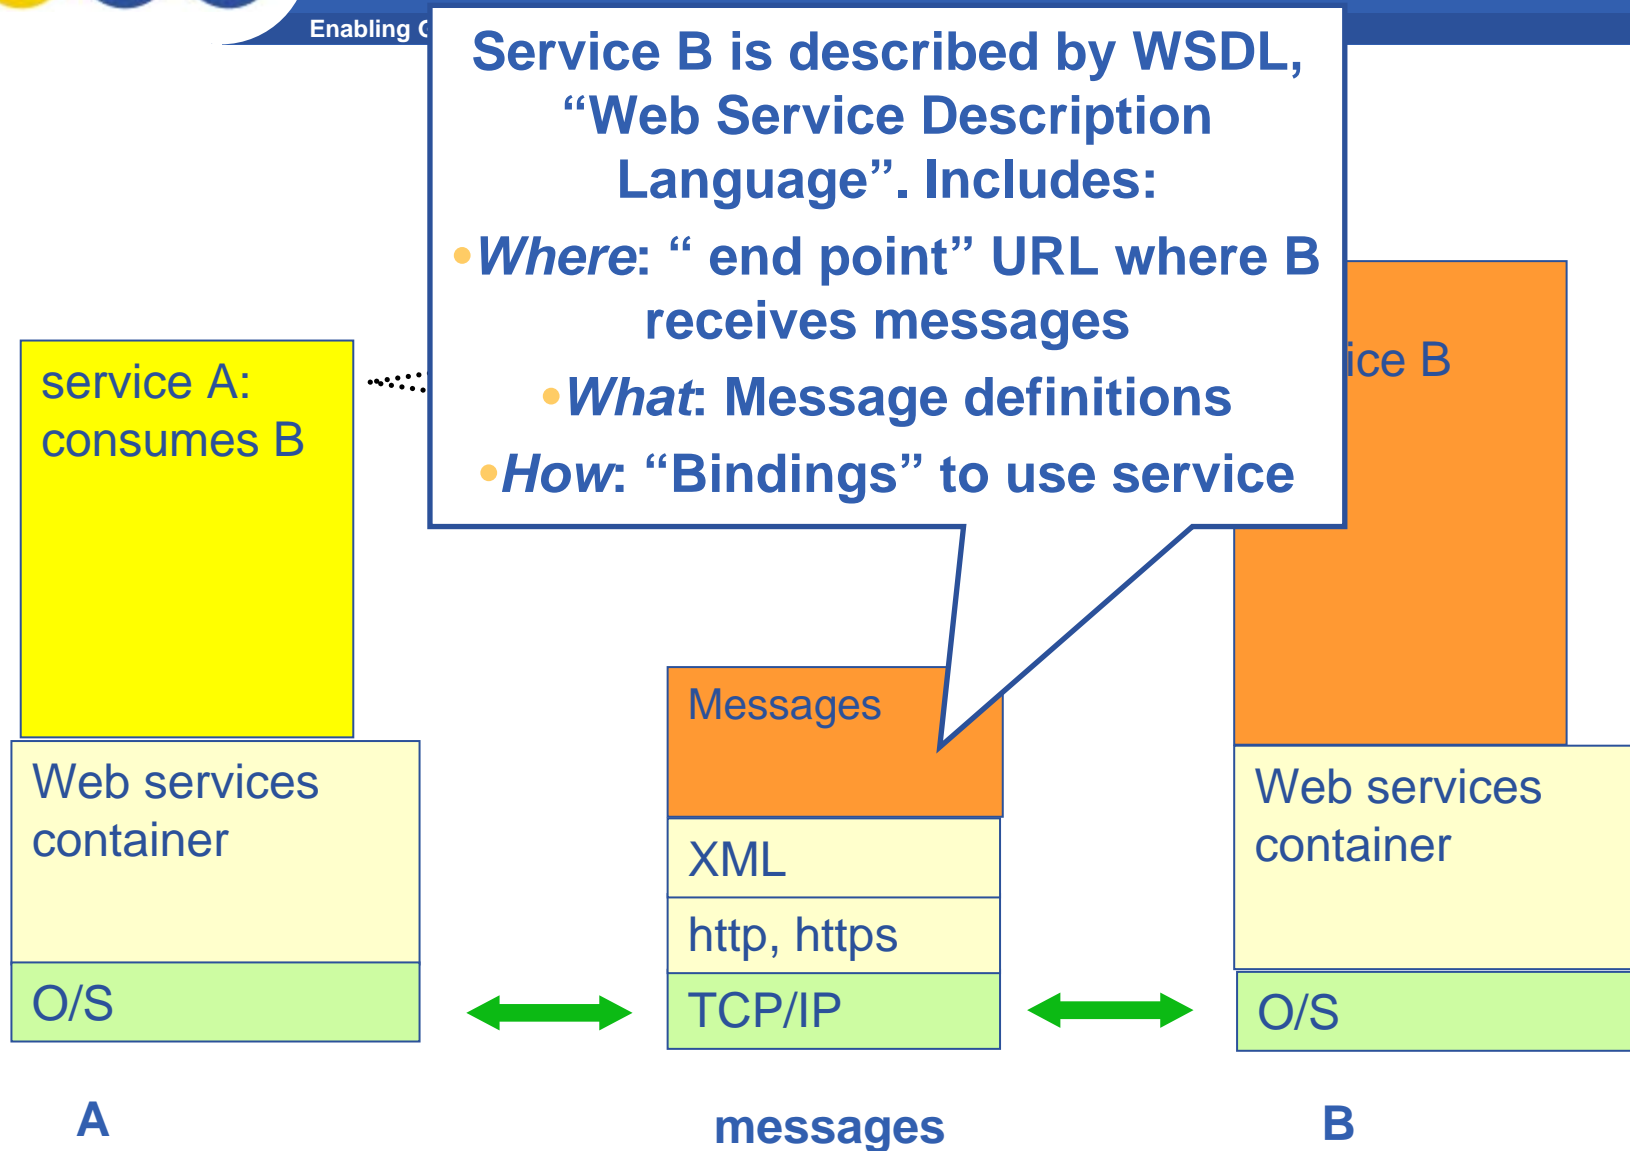 Enabling
Service B is described by WSDL,
“Web Service Description
Language”. Includes:
•Where: “ end point” URL where B
receives messages
•What: Message definitions
•How: “Bindings” to use service
service A:
consumes B
ice B
Messages
Web services
container
XML
http, https
TCP/IP
O/S
Web services
container
O/S
A
messages
B